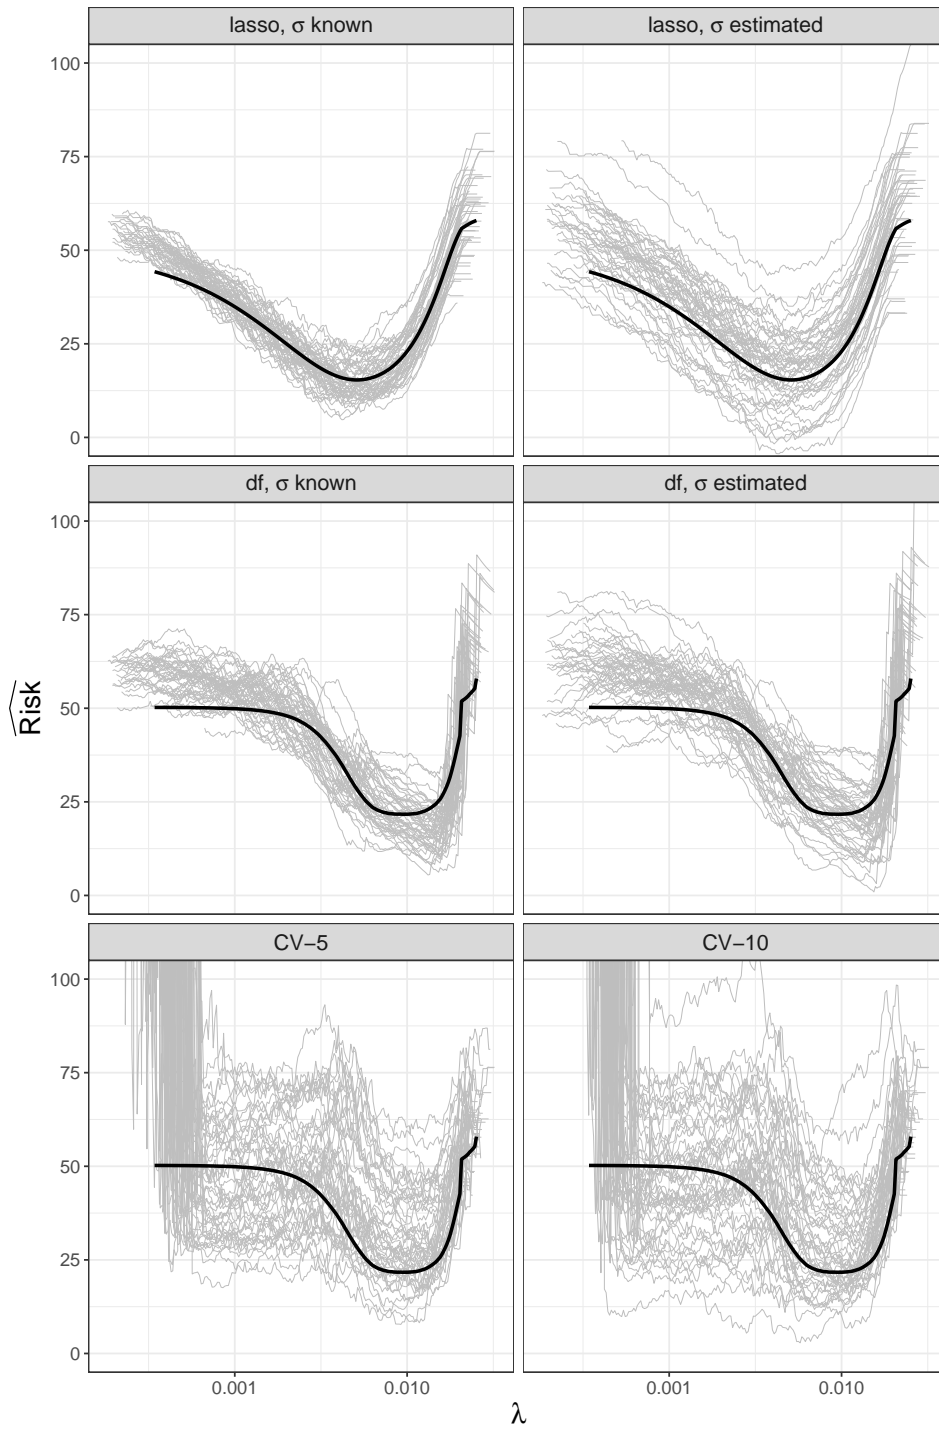 lasso, σ known
lasso, σ estimated
100
75
50
25
0
df, σ known
df, σ estimated
100
75
50
25
0
Risk
CV−5
CV−10
100
75
50
25
0
0.001
0.010
0.001
0.010
λ